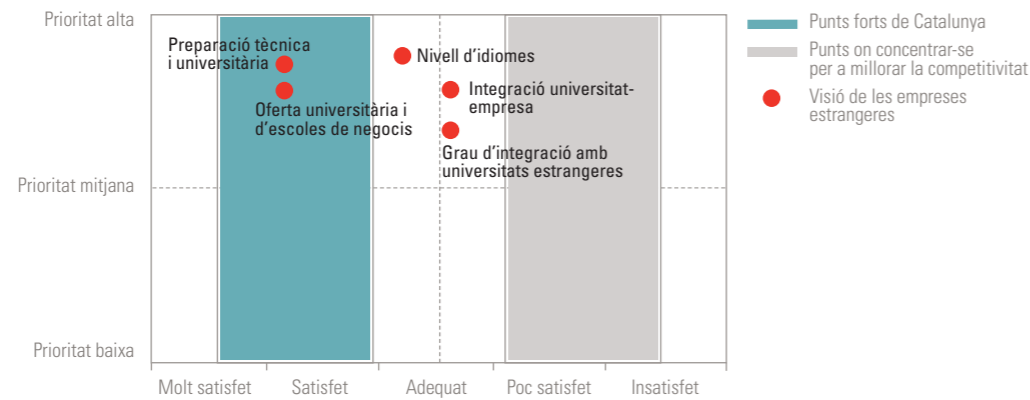 Prioritat alta
Preparació tècnica
i universitària
Nivell d’idiomes
Oferta universitària i
d’escoles de negocis
Integració universitat-
empresa
Grau d’integració amb
universitats estrangeres
Prioritat mitjana
Prioritat baixa
Molt satisfet
Satisfet
Adequat
Poc satisfet
Insatisfet
Punts forts de Catalunya
Punts on concentrar-se
per a millorar la competitivitat
Visió de les empreses
estrangeres